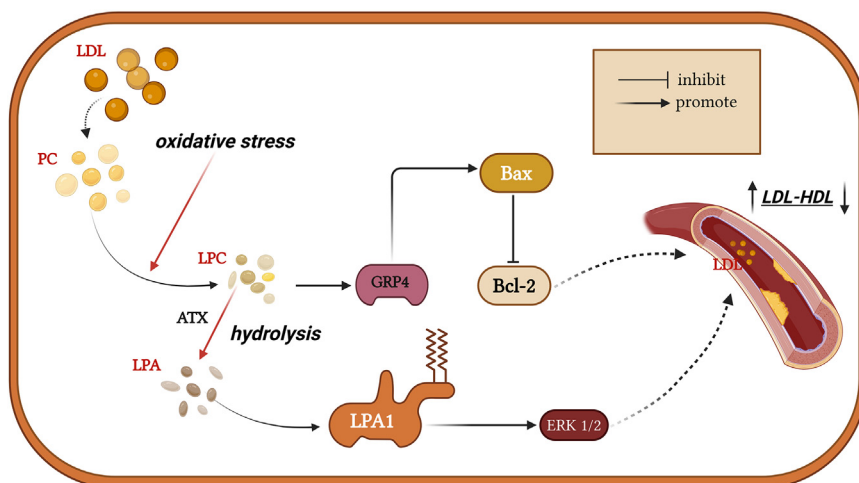 LDL
PC
oxidative stress
inhibit
promote
Bax
LDL-HDL
LPC
GRP4
Bcl-2
LDL
ATX
hydrolysis
LPA
LPA1
ERK 1/2